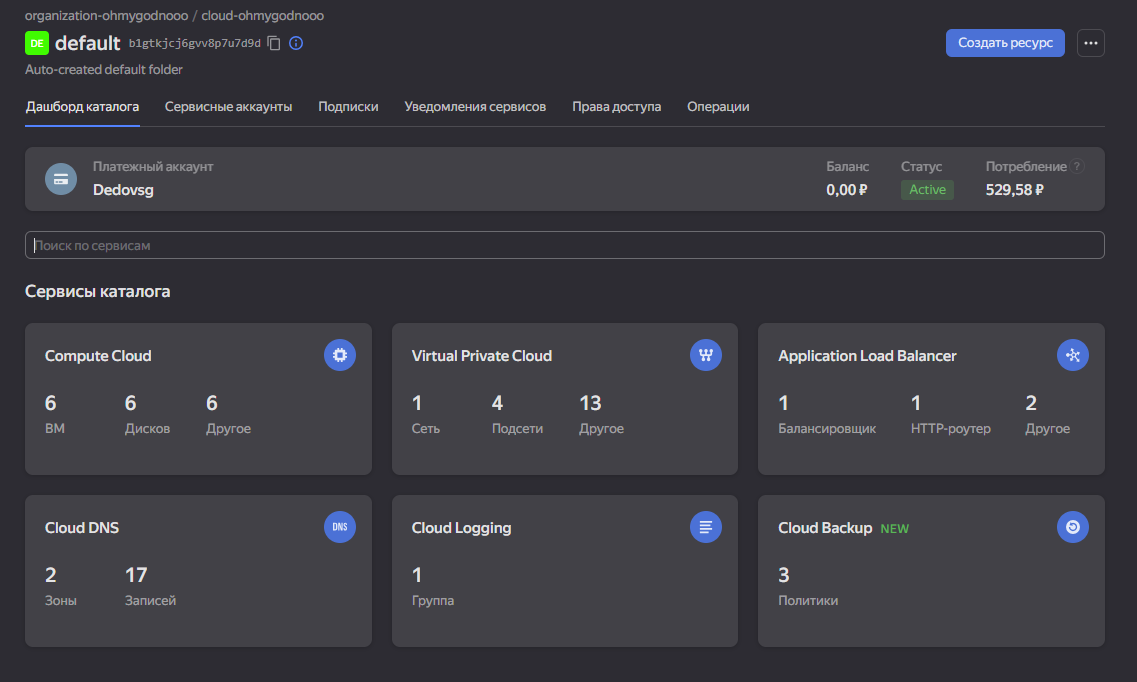 organization-ohmygodnooo / cloud-ohmygodnooo
DE default b1gtkjcj6gvv8p7u7d9d
Создать ресурс
Auto-created default folder
Дашборд каталога Сервисные аккаунты Подписки Уведомления сервисов Права доступа Операции
Платежный аккаунт Баланс Статус Потребление ?
Dedovsg 0,00 ₽ Active 529,58 ₽
Поиск по сервисам
Сервисы каталога
Compute Cloud
6 6 6
ВМ Дисков Другое
Virtual Private Cloud
1 4 13
Сеть Подсети Другое
Application Load Balancer
1 1 2
Балансировщик HTTP-роутер Другое
Cloud DNS DNS
2 17
Зоны Записей
Cloud Logging
1
Группа
Cloud Backup NEW
3
Политики